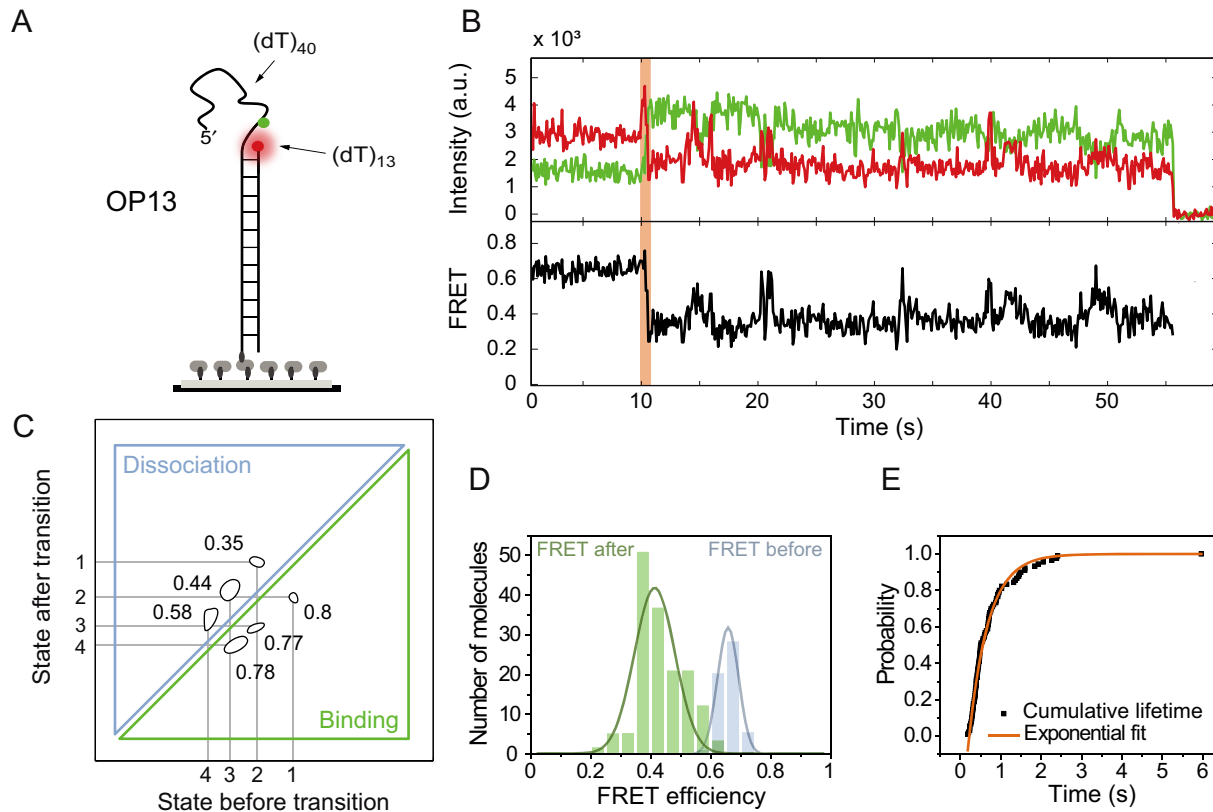 A
(dT)40
5′
(dT)13
OP13
B
x 10³
Intensity (a.u.)
5
4
3
2
1
0
FRET
0.8
0.6
0.4
0.2
0
0 10 20 30 40 50
Time (s)
C
Dissociation
Binding
0.35
0.44
0.58
0.8
0.77
0.78
State after transition
1
2
3
4
4 3 2 1
State before transition
D
FRET after
FRET before
Number of molecules
50
40
30
20
10
0
0 0.2 0.4 0.6 0.8 1
FRET efficiency
E
Probability
1.0
0.8
0.6
0.4
0.2
0.0
Cumulative lifetime
Exponential fit
0 1 2 3 4 5 6
Time (s)